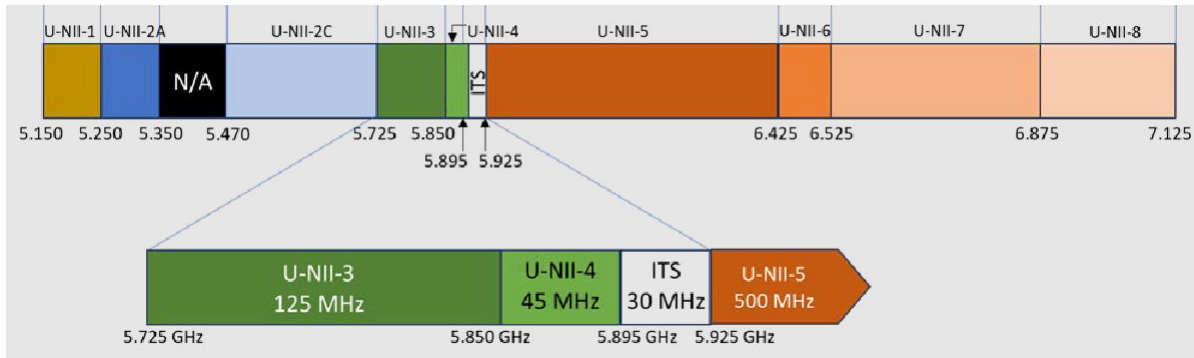 U-NII-1 U-NII-2A U-NII-2C U-NII-3 U-NII-4 U-NII-5 U-NII-6 U-NII-7 U-NII-8
N/A ITS
5.150 5.250 5.350 5.470 5.725 5.850 6.425 6.525 6.875 7.125
5.895 5.925
U-NII-3 U-NII-4 ITS U-NII-5
125 MHz 45 MHz 30 MHz 500 MHz
5.725 GHz 5.850 GHz 5.895 GHz 5.925 GHz